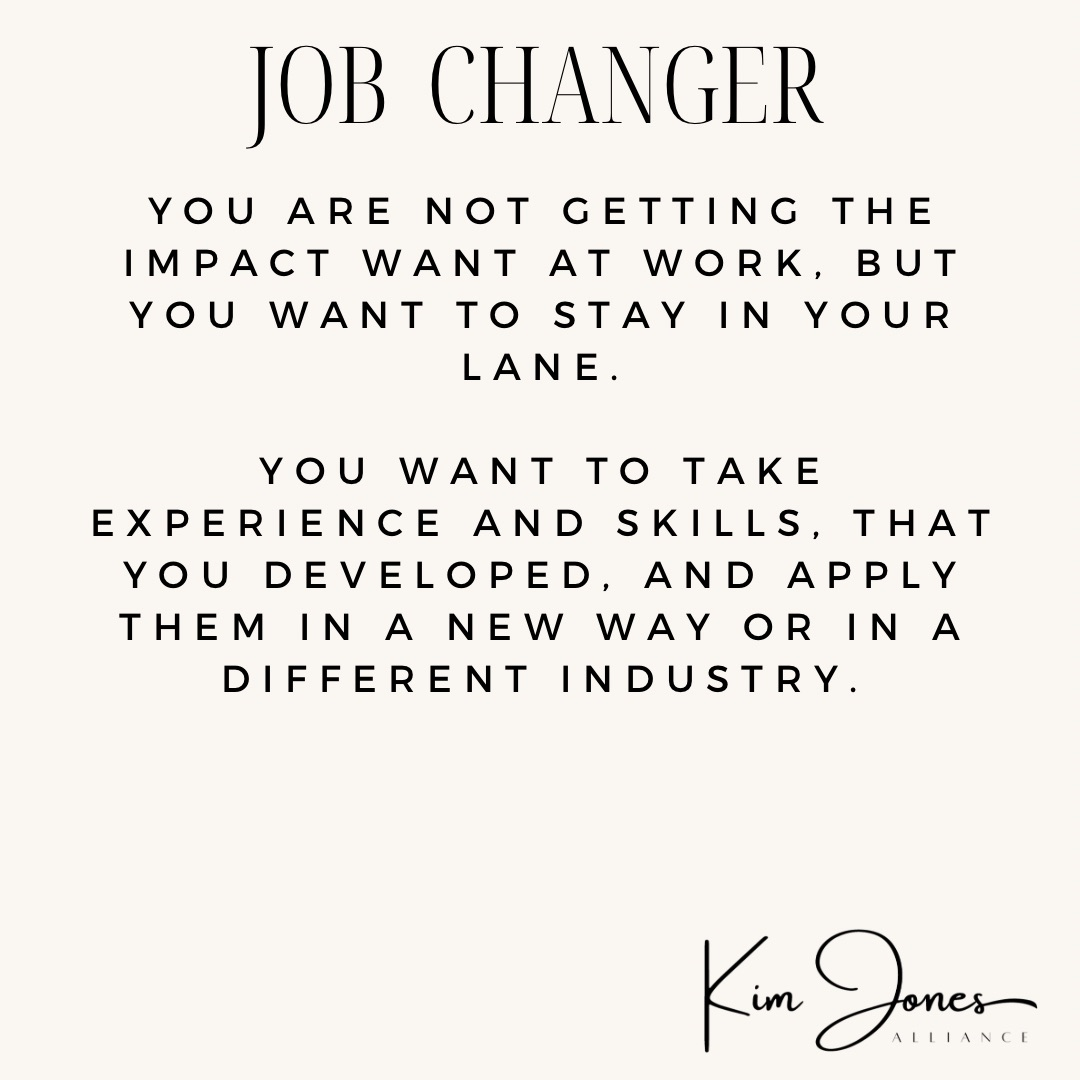 JOB CHANGER
YOU ARE NOT GETTING THE
IMPACT WANT AT WORK, BUT
YOU WANT TO STAY IN YOUR
LANE.
YOU WANT TO TAKE
EXPERIENCE AND SKILLS, THAT
YOU DEVELOPED, AND APPLY
THEM IN A NEW WAY OR IN A
DIFFERENT INDUSTRY.
Kim Jones
ALLIANCE